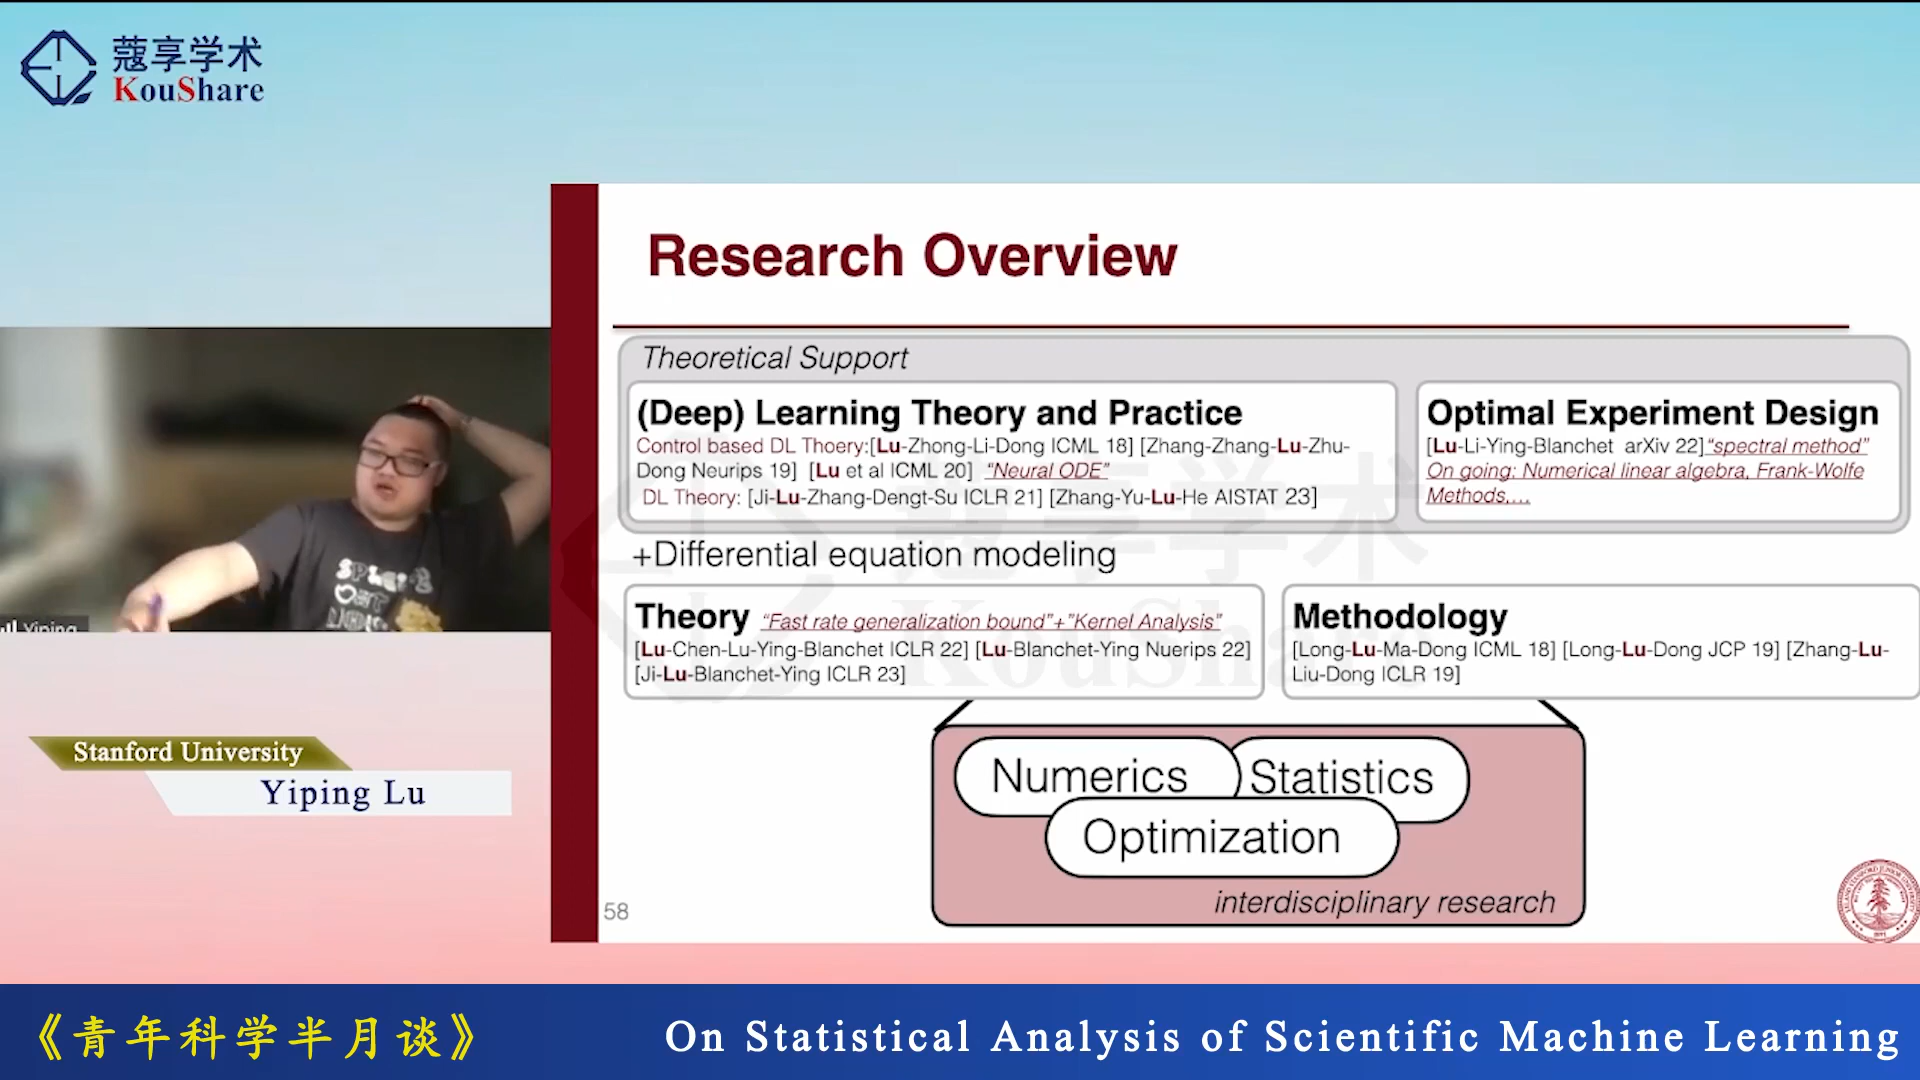 蔻享学术
KouShare
Research Overview
Theoretical Support
(Deep) Learning Theory and Practice
Control based DL Thoery:[Lu-Zhong-Li-Dong ICML 18] [Zhang-Zhang-Lu-Zhu-
Dong Neurips 19] [Lu et al ICML 20] “Neural ODE”
DL Theory: [Ji-Lu-Zhang-Dengt-Su ICLR 21] [Zhang-Yu-Lu-He AISTAT 23]
Optimal Experiment Design
[Lu-Li-Ying-Blanchet arXiv 22]“spectral method”
On going: Numerical linear algebra, Frank-Wolfe
Methods,…
+Differential equation modeling
Theory “Fast rate generalization bound”+”Kernel Analysis”
[Lu-Chen-Lu-Ying-Blanchet ICLR 22] [Lu-Blanchet-Ying Nuerips 22]
[Ji-Lu-Blanchet-Ying ICLR 23]
Methodology
[Long-Lu-Ma-Dong ICML 18] [Long-Lu-Dong JCP 19] [Zhang-Lu-
Liu-Dong ICLR 19]
Numerics
Statistics
Optimization
interdisciplinary research
58
蔻享学术
KouShare
Yiping
Stanford University
Yiping Lu
《青年科学半月谈》
On Statistical Analysis of Scientific Machine Learning